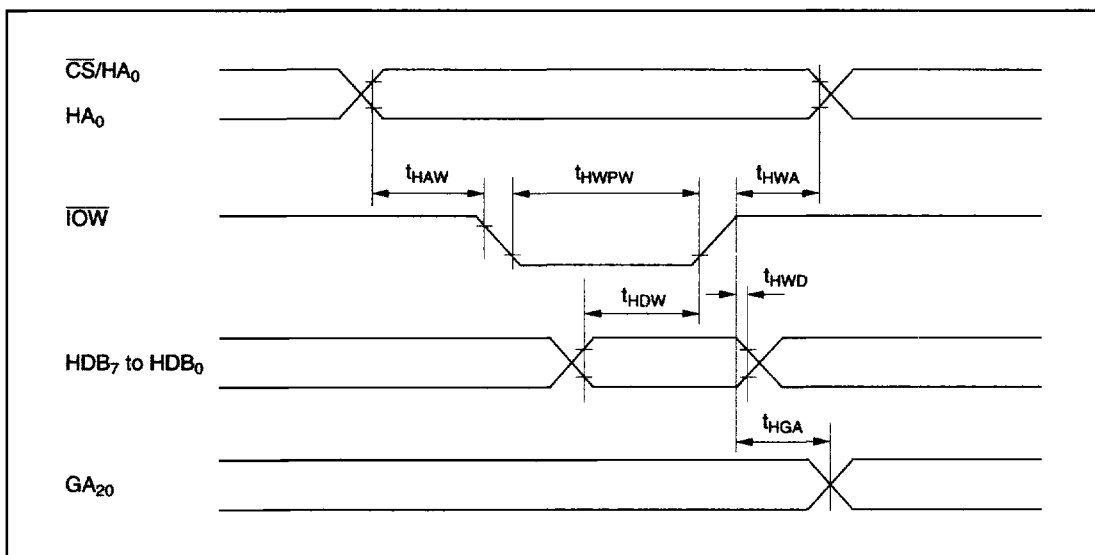 CS/HA0
HA0
tHAW
tHWPW
tHWA
IOW
tHWD
tHDW
HDB7 to HDB0
tHGA
GA20